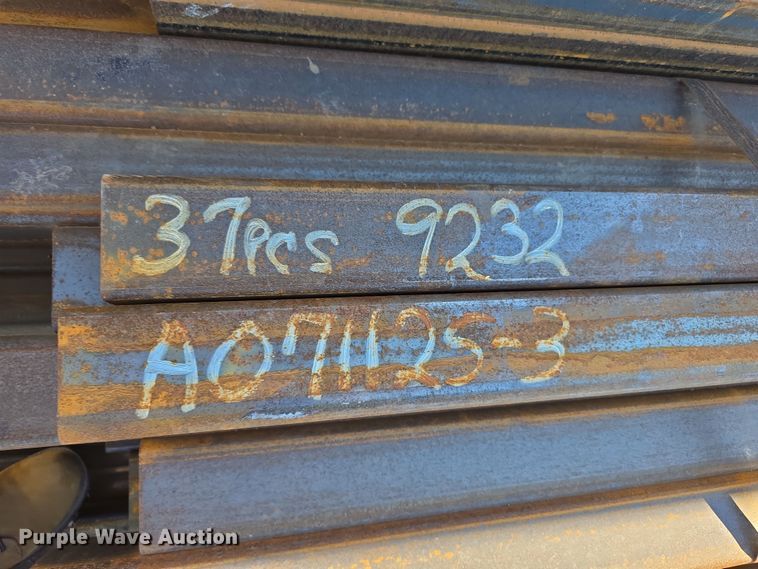 37pcs 9232
A071125-3
Purple Wave Auction